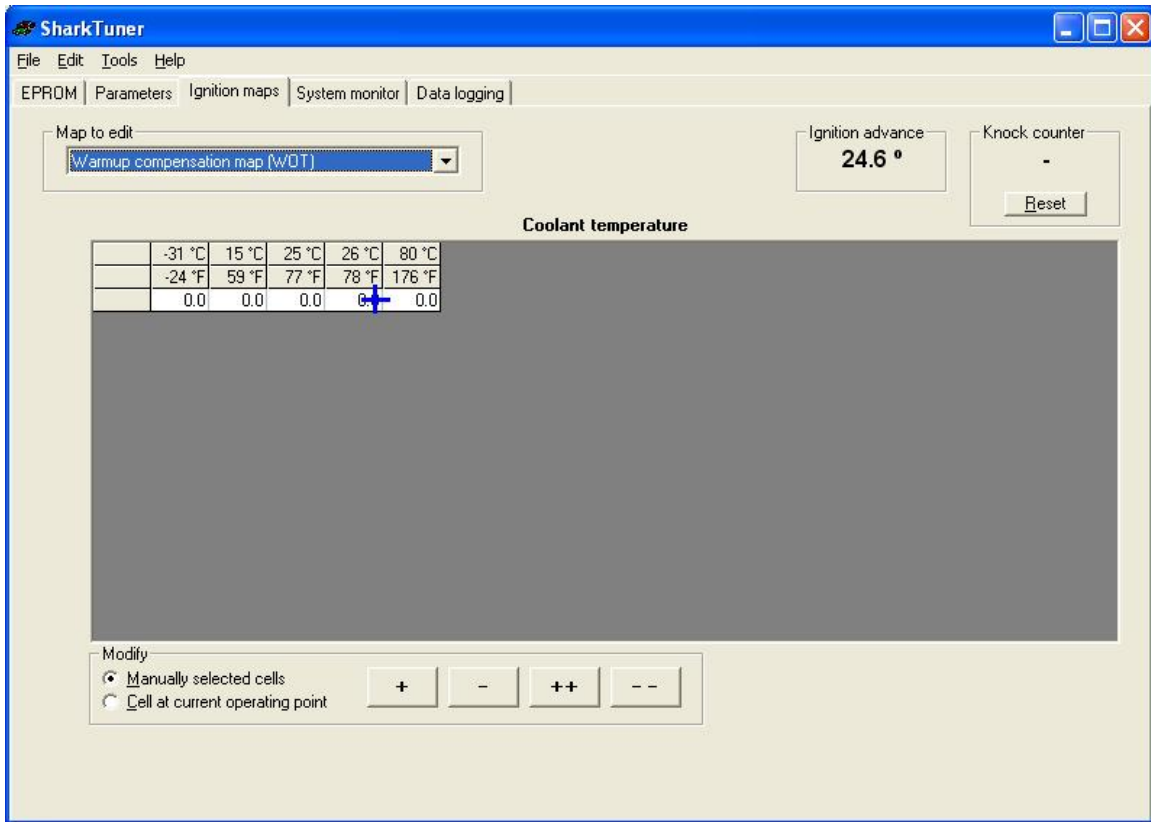 SharkTuner
File Edit Tools Help
EPROM Parameters Ignition maps System monitor Data logging
Map to edit
Warmup compensation map (WOT)
Ignition advance
24.6 º
Knock counter
-
Reset
Coolant temperature
-31 °C 15 °C 25 °C 26 °C 80 °C
-24 °F 59 °F 77 °F 78 °F 176 °F
0.0 0.0 0.0 0.0
Modify
Manually selected cells
Cell at current operating point
+ - ++ --